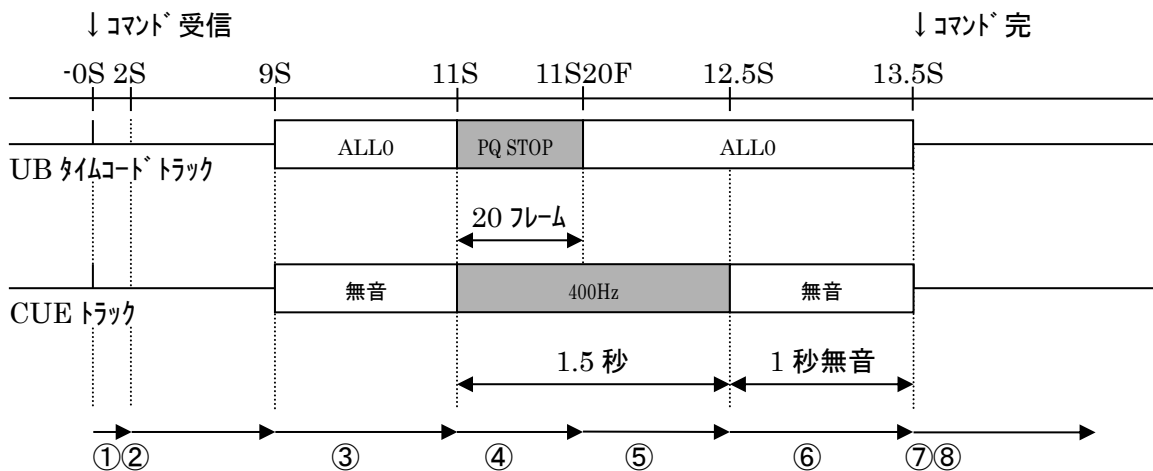 ↓コマンド受信 ↓コマンド完
-0S 2S 9S 11S 11S20F 12.5S 13.5S
ALL0 PQ STOP ALL0
UB タイムコードトラック
20 フレーム
無音 400Hz 無音
CUE トラック
1.5 秒 1 秒無音
①② ③ ④ ⑤ ⑥ ⑦⑧